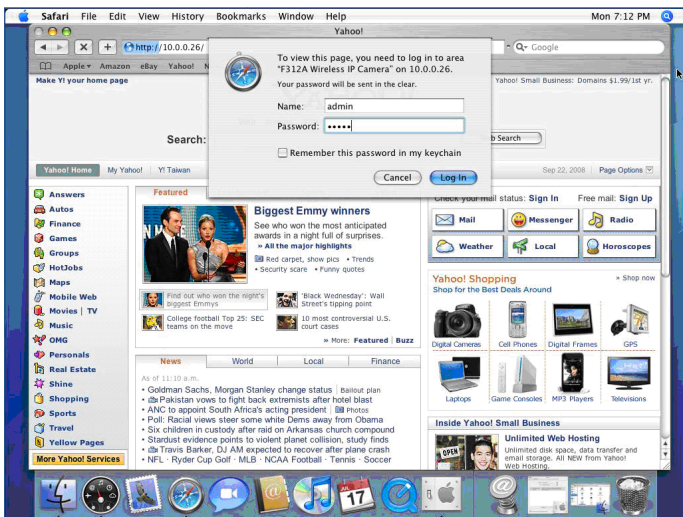 Safari File Edit View History Bookmarks Window Help Mon 7:12 PM
Yahoo!
http://10.0.0.26/
Google
Apple Amazon eBay Yahoo!
To view this page, you need to log in to area
"F312A Wireless IP Camera" on 10.0.0.26.
Your password will be sent in the clear.
Name: admin
Password: •••••
Remember this password in my keychain
Cancel Log In
Make Y! your home page
Yahoo! Small Business: Domains $1.99/1st yr.
Search:
b Search
Yahoo! Home My Yahoo! Y! Taiwan
Sep 22, 2008 Page Options
Answers
Autos
Finance
Games
Groups
HotJobs
Maps
Mobile Web
Movies | TV
Music
OMG
Personals
Real Estate
Shine
Shopping
Sports
Travel
Yellow Pages
More Yahoo! Services
Featured
Biggest Emmy winners
See who won the most anticipated
awards in a night full of surprises.
» All the major highlights
Red carpet, show pics • Trends
• Security scare • Funny quotes
Find out who won the night's
biggest Emmys
'Black Wednesday': Wall
Street's tipping point
College football Top 25: SEC
teams on the move
10 most controversial U.S.
court cases
» More: Featured | Buzz
News World Local Finance
As of 11:10 a.m.
• Goldman Sachs, Morgan Stanley change status | Bailout plan
• Pakistan vows to fight back extremists after hotel blast
• ANC to appoint South Africa's acting president | Photos
• Poll: Racial views steer some white Dems away from Obama
• Six children in custody after raid on Arkansas church compound
• Stardust evidence points to violent planet collision, study finds
• Travis Barker, DJ AM expected to recover after plane crash
• NFL · Ryder Cup Golf · MLB · NCAA Football · Tennis · Soccer
Check your mail status: Sign In Free mail: Sign Up
Mail Messenger Radio
Weather Local Horoscopes
Yahoo! Shopping » Shop now
Shop for the Best Deals Around
Digital Cameras Cell Phones Digital Frames GPS
Laptops Game Consoles MP3 Players Televisions
Inside Yahoo! Small Business
OPEN
Unlimited Web Hosting
Unlimited disk space, data transfer and
email storage. All NEW from Yahoo!
Web Hosting.
JUL
17